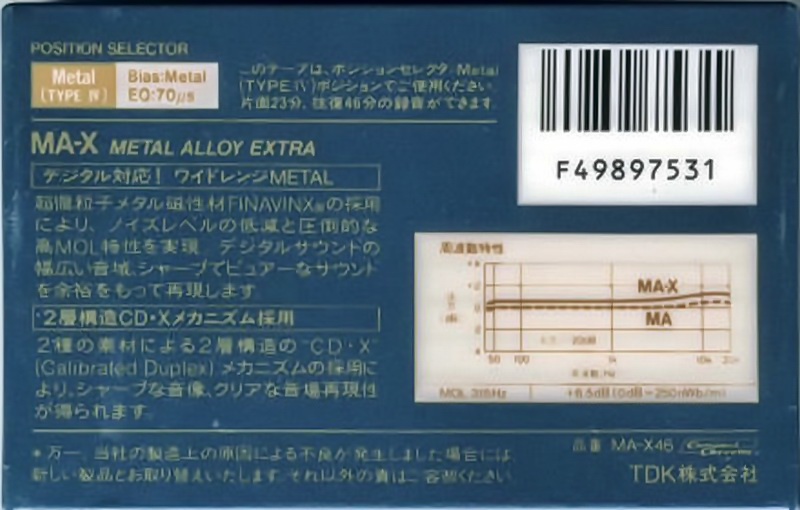 POSITION SELECTOR
Metal
(TYPE Ⅳ)
Bias:Metal
EQ:70μs
このテープは、ポジションセレクタ Metal
(TYPE Ⅳ)ポジションでご使用ください
片面23分、往復46分の録音ができます
MA-X METAL ALLOY EXTRA
デジタル対応! ワイドレンジMETAL
超微粒子メタル磁性材FINAVINX®の採用
により、ノイズレベルの低減と圧倒的な
高MOL特性を実現。デジタルサウンドの
幅広い音域、シャープでピュアーなサウンド
を余裕をもって再現します
2層構造CD・Xメカニズム採用
2種の素材による2層構造の"CD・X"
(Calibrated Duplex)メカニズムの採用に
より、シャープな音像、クリアな音場再現性
が得られます
F49897531
周波数特性
MA-X
MA
50 100 1k 10k 20k
MOL 315Hz +6.5dB(0dB=250nWb/m)
*万一、当社の製造上の原因による不良が発生しました場合には
新しい製品とお取り替えいたします。それ以外の責はご容赦ください
品番 MA-X46
TDK株式会社